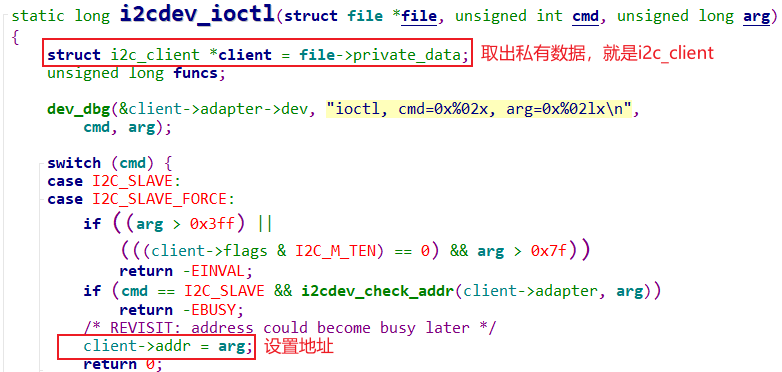 static long i2cdev_ioctl(struct file *file, unsigned int cmd, unsigned long arg)
{
struct i2c_client *client = file->private_data; 取出私有数据，就是i2c_client
unsigned long funcs;
dev_dbg(&client->adapter->dev, "ioctl, cmd=0x%02x, arg=0x%02lx\n",
cmd, arg);
switch (cmd) {
case I2C_SLAVE:
case I2C_SLAVE_FORCE:
if ((arg > 0x3ff) ||
(((client->flags & I2C_M_TEN) == 0) && arg > 0x7f))
return -EINVAL;
if (cmd == I2C_SLAVE && i2cdev_check_addr(client->adapter, arg))
return -EBUSY;
/* REVISIT: address could become busy later */
client->addr = arg; 设置地址
return 0;